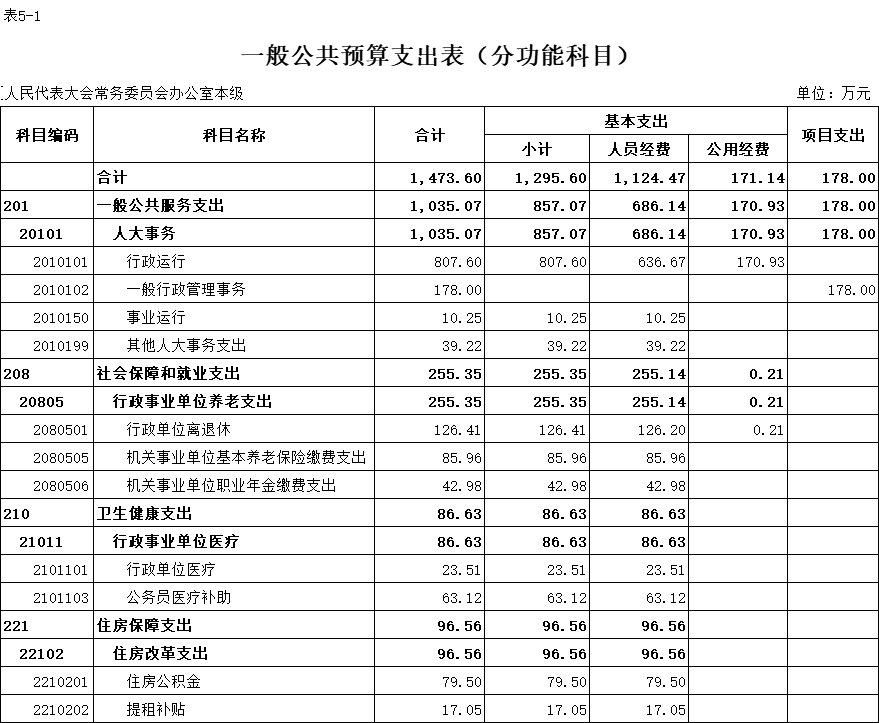 表5-1
一般公共预算支出表（分功能科目）
人民代表大会常务委员会办公室本级 单位：万元
科目编码 科目名称 合计 基本支出 项目支出
小计 人员经费 公用经费
合计 1,473.60 1,295.60 1,124.47 171.14 178.00
201 一般公共服务支出 1,035.07 857.07 686.14 170.93 178.00
20101 人大事务 1,035.07 857.07 686.14 170.93 178.00
2010101 行政运行 807.60 807.60 636.67 170.93
2010102 一般行政管理事务 178.00 178.00
2010150 事业运行 10.25 10.25 10.25
2010199 其他人大事务支出 39.22 39.22 39.22
208 社会保障和就业支出 255.35 255.35 255.14 0.21
20805 行政事业单位养老支出 255.35 255.35 255.14 0.21
2080501 行政单位离退休 126.41 126.41 126.20 0.21
2080505 机关事业单位基本养老保险缴费支出 85.96 85.96 85.96
2080506 机关事业单位职业年金缴费支出 42.98 42.98 42.98
210 卫生健康支出 86.63 86.63 86.63
21011 行政事业单位医疗 86.63 86.63 86.63
2101101 行政单位医疗 23.51 23.51 23.51
2101103 公务员医疗补助 63.12 63.12 63.12
221 住房保障支出 96.56 96.56 96.56
22102 住房改革支出 96.56 96.56 96.56
2210201 住房公积金 79.50 79.50 79.50
2210202 提租补贴 17.05 17.05 17.05